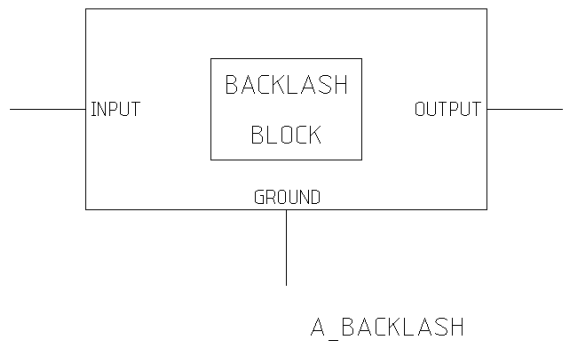 BACKLASH
BLOCK
INPUT
OUTPUT
GROUND
A_BACKLASH